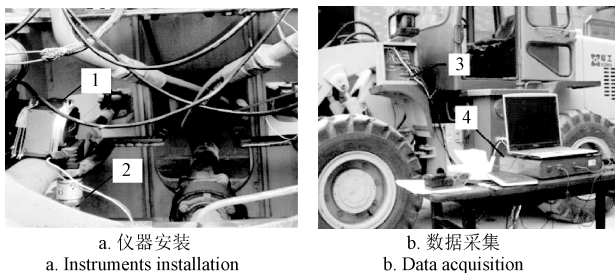 1
2
3
4
a. 仪器安装
b. 数据采集
a. Instruments installation
b. Data acquisition